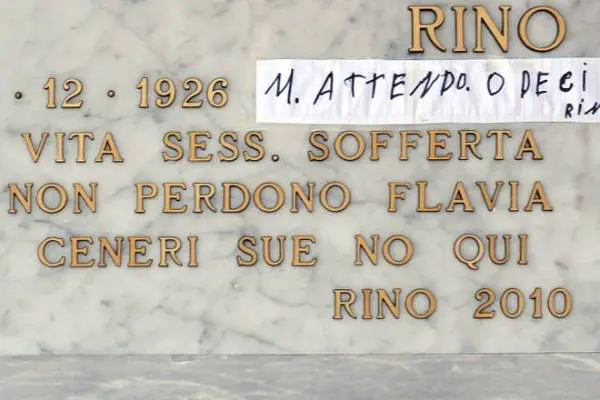 RINO
· 12 · 1926
M. ATTENDO. O DECI
RIN
VITA SESS. SOFFERTA
NON PERDONO FLAVIA
CENERI SUE NO QUI
RINO 2010